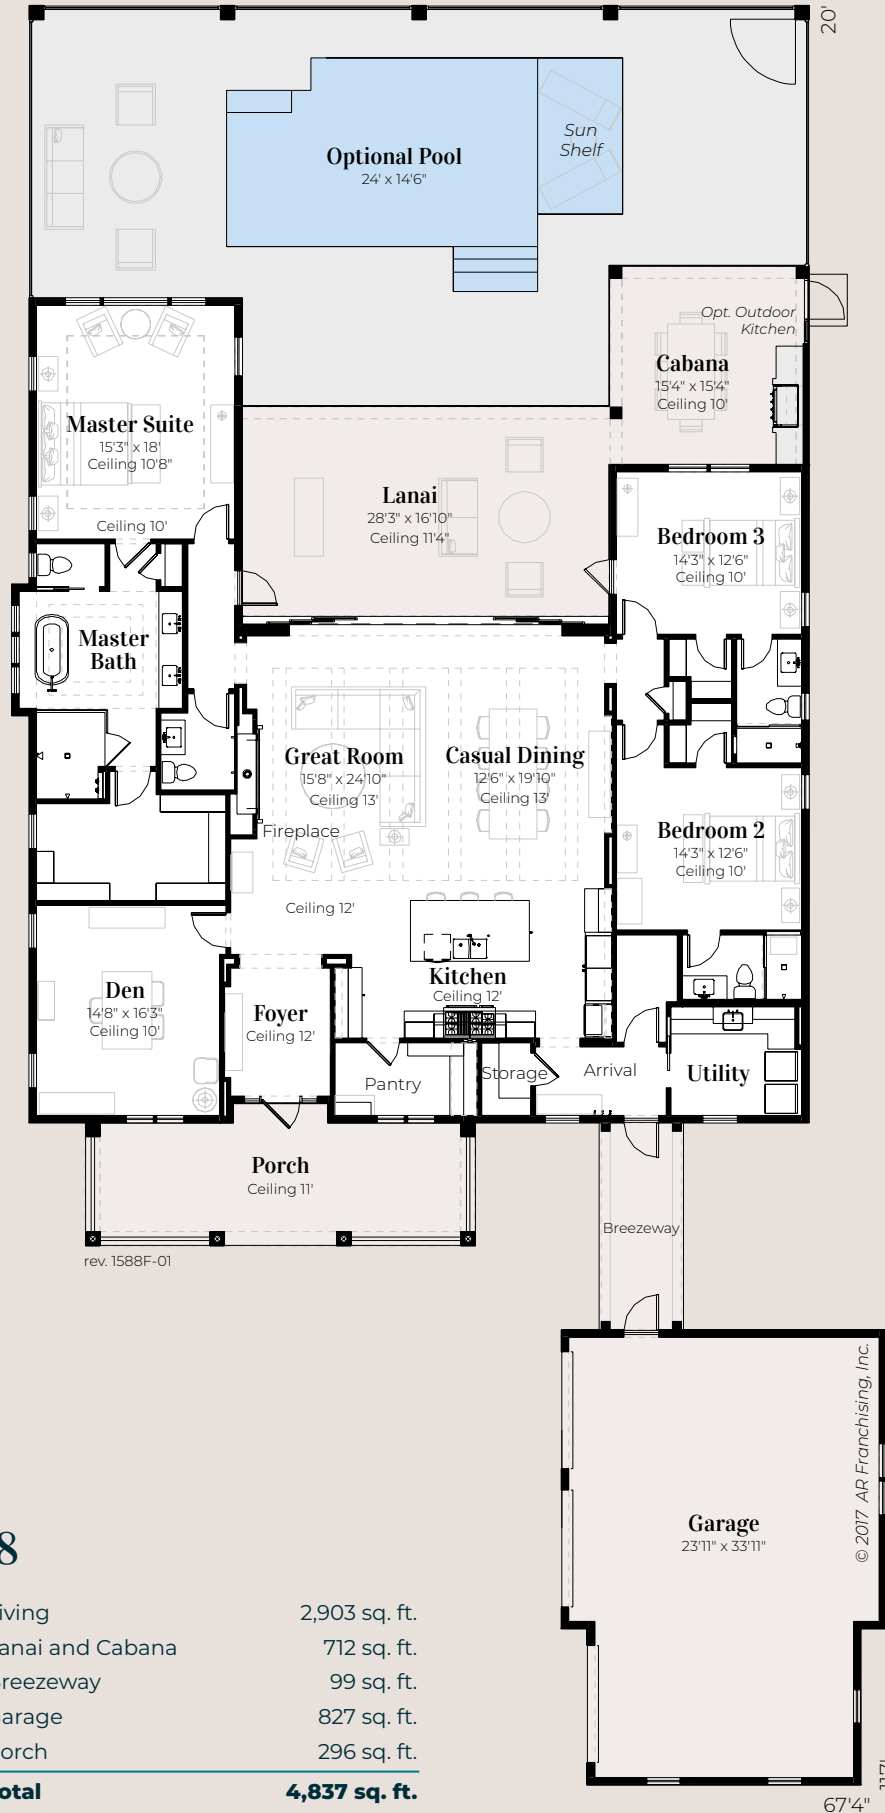 20'
Optional Pool
24' x 14'6"
Sun
Shelf
Opt. Outdoor
Kitchen
Cabana
15'4" x 15'4"
Ceiling 10'
Master Suite
15'3" x 18'
Ceiling 10'8"
Ceiling 10'
Lanai
28'3" x 16'10"
Ceiling 11'4"
Bedroom 3
14'3" x 12'6"
Ceiling 10'
Master
Bath
Great Room
15'8" x 24'10"
Ceiling 13'
Casual Dining
12'6" x 19'10"
Ceiling 13'
Fireplace
Bedroom 2
14'3" x 12'6"
Ceiling 10'
Ceiling 12'
Kitchen
Ceiling 12'
Den
14'8" x 16'3"
Ceiling 10'
Foyer
Ceiling 12'
Pantry
Storage
Arrival
Utility
Porch
Ceiling 11'
Breezeway
rev. 1588F-01
© 2017 AR Franchising, Inc.
Garage
23'11" x 33'11"
8
iving 2,903 sq. ft.
anai and Cabana 712 sq. ft.
reezeway 99 sq. ft.
arage 827 sq. ft.
orch 296 sq. ft.
otal 4,837 sq. ft.
67'4"